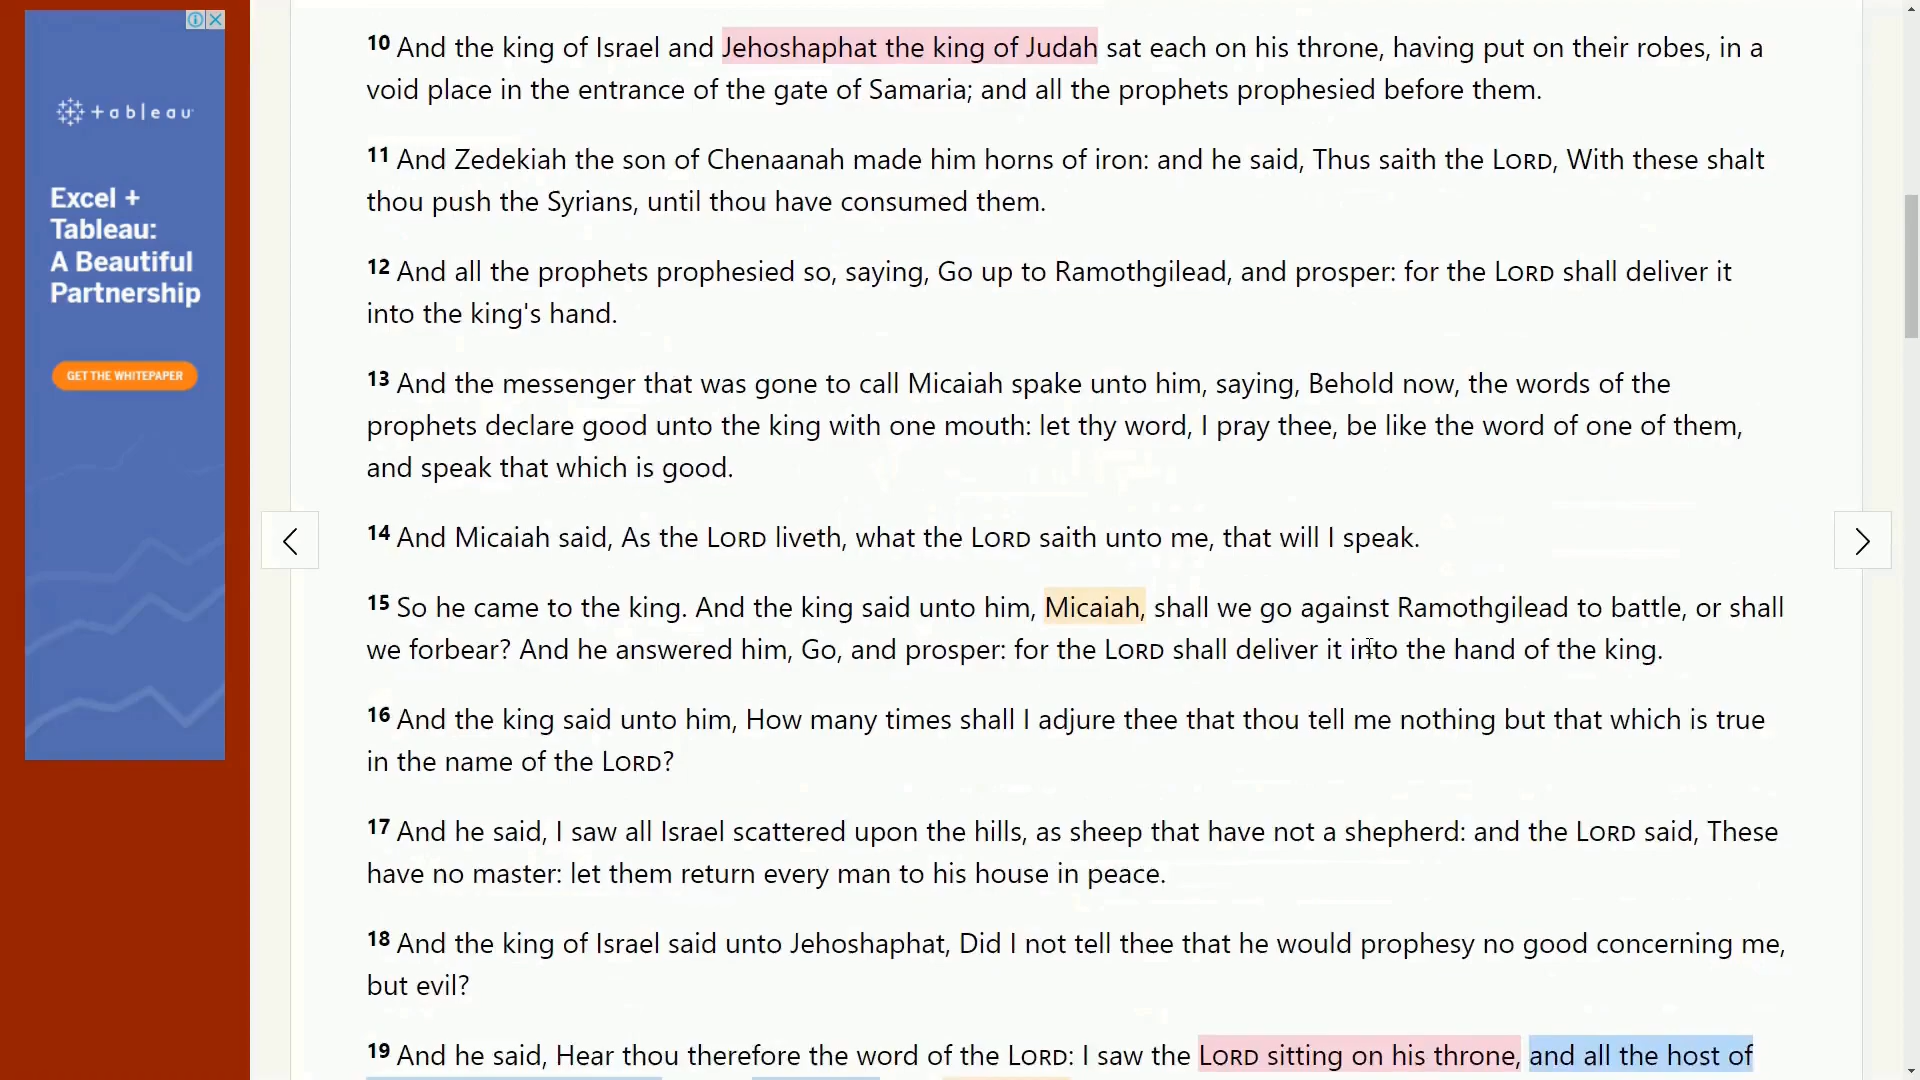 +ableau
Excel +
Tableau:
A Beautiful
Partnership
GET THE WHITEPAPER
10 And the king of Israel and Jehoshaphat the king of Judah sat each on his throne, having put on their robes, in a
void place in the entrance of the gate of Samaria; and all the prophets prophesied before them.
11 And Zedekiah the son of Chenaanah made him horns of iron: and he said, Thus saith the LORD, With these shalt
thou push the Syrians, until thou have consumed them.
12 And all the prophets prophesied so, saying, Go up to Ramothgilead, and prosper: for the LORD shall deliver it
into the king's hand.
13 And the messenger that was gone to call Micaiah spake unto him, saying, Behold now, the words of the
prophets declare good unto the king with one mouth: let thy word, I pray thee, be like the word of one of them,
and speak that which is good.
14 And Micaiah said, As the LORD liveth, what the LORD saith unto me, that will I speak.
15 So he came to the king. And the king said unto him, Micaiah, shall we go against Ramothgilead to battle, or shall
we forbear? And he answered him, Go, and prosper: for the LORD shall deliver it into the hand of the king.
16 And the king said unto him, How many times shall I adjure thee that thou tell me nothing but that which is true
in the name of the LORD?
17 And he said, I saw all Israel scattered upon the hills, as sheep that have not a shepherd: and the LORD said, These
have no master: let them return every man to his house in peace.
18 And the king of Israel said unto Jehoshaphat, Did I not tell thee that he would prophesy no good concerning me,
but evil?
19 And he said, Hear thou therefore the word of the LORD: I saw the LORD sitting on his throne, and all the host of